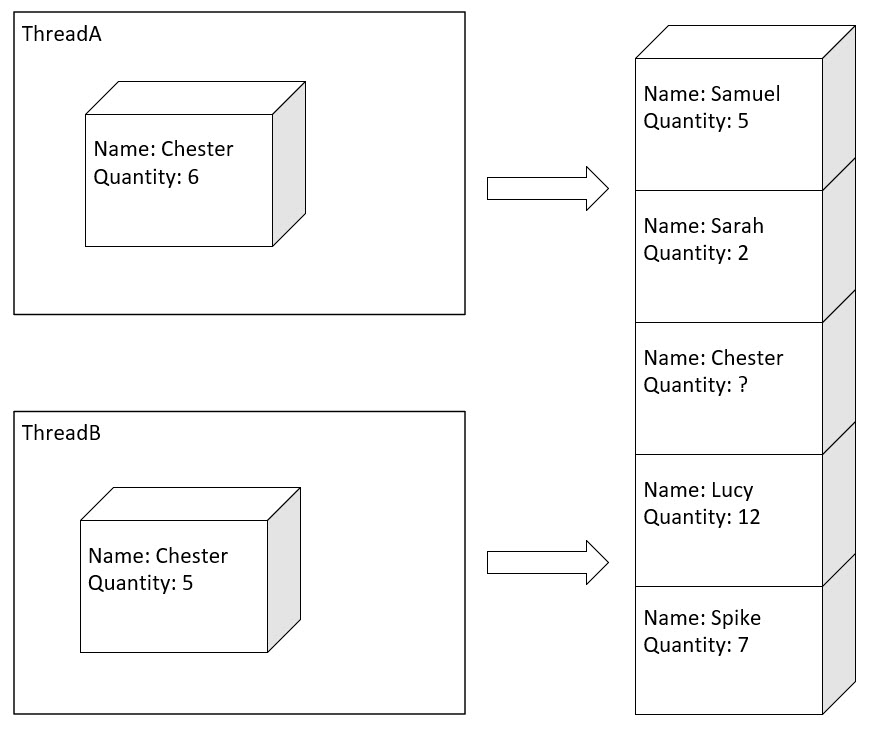 ThreadA
Name: Chester
Quantity: 6
ThreadB
Name: Chester
Quantity: 5
Name: Samuel
Quantity: 5
Name: Sarah
Quantity: 2
Name: Chester
Quantity: ?
Name: Lucy
Quantity: 12
Name: Spike
Quantity: 7